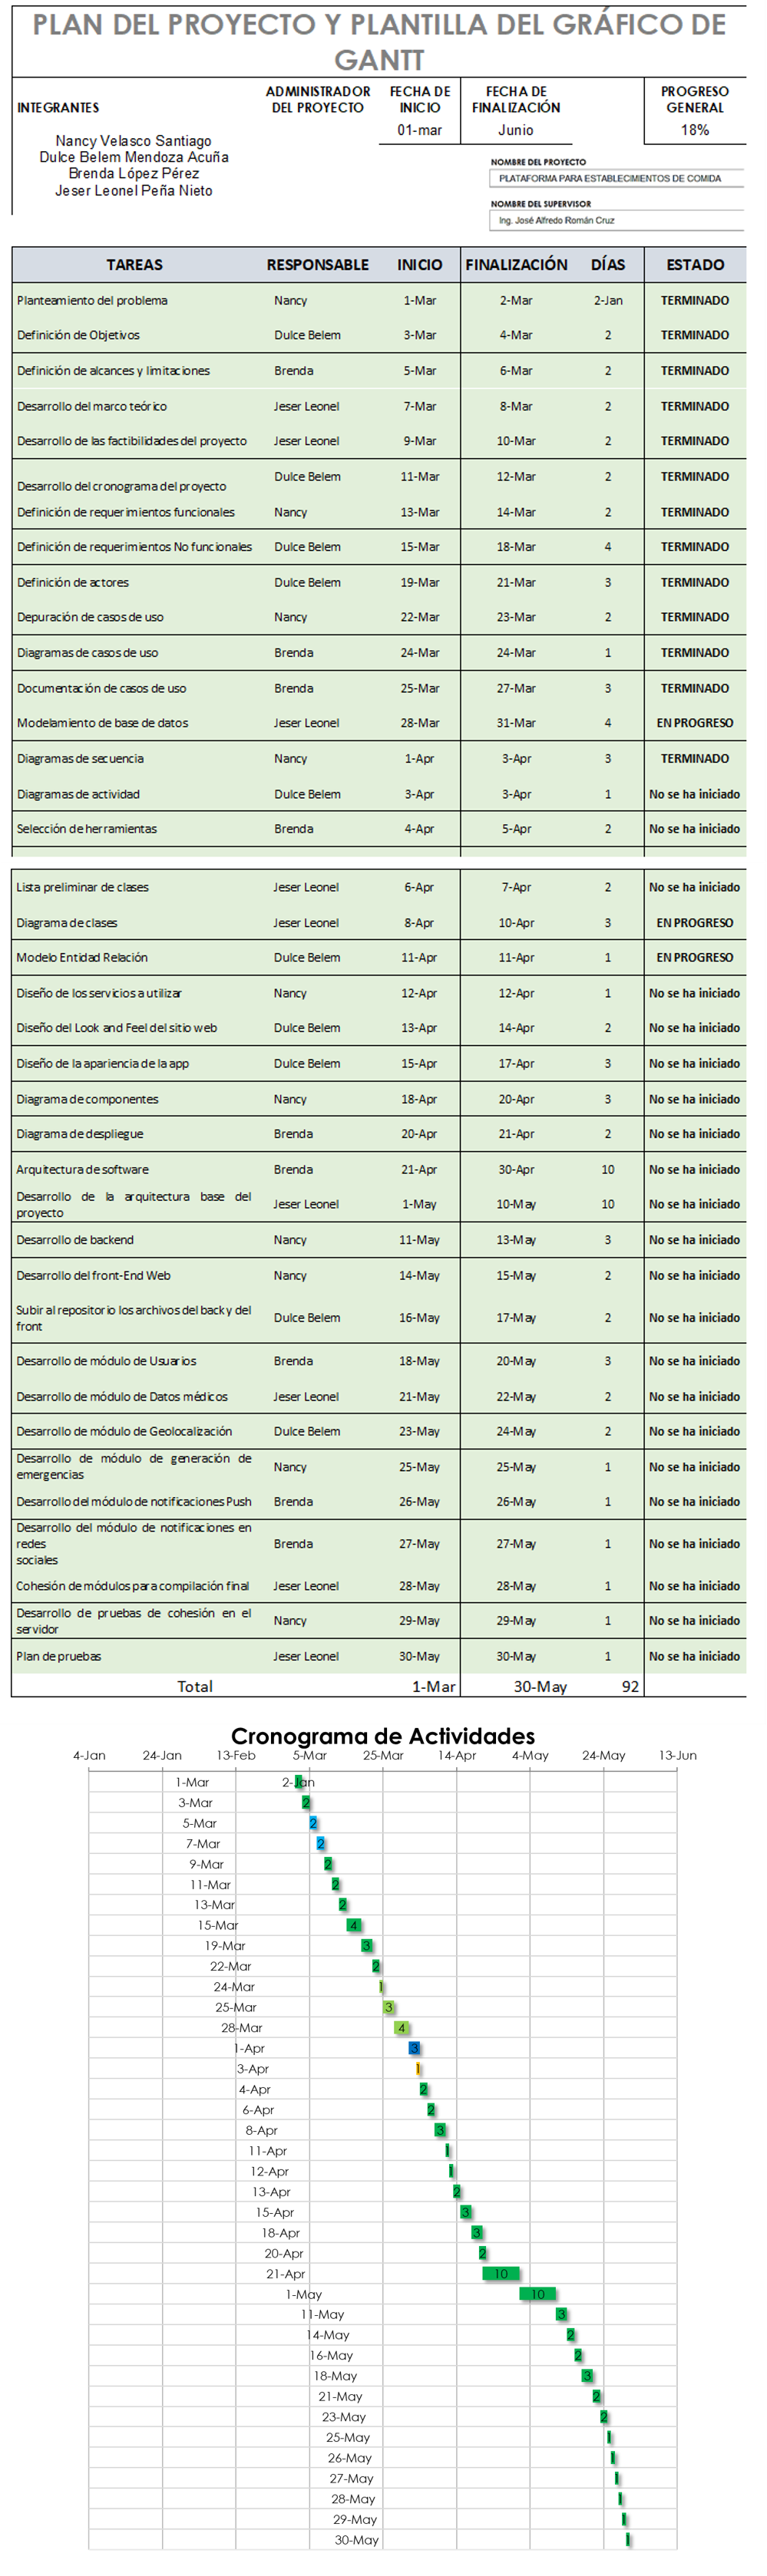 PLAN DEL PROYECTO Y PLANTILLA DEL GRÁFICO DE
GANTT
INTEGRANTES
ADMINISTRADOR
DEL PROYECTO
FECHA DE
INICIO
FECHA DE
FINALIZACIÓN
PROGRESO
GENERAL
01-mar Junio 18%
Nancy Velasco Santiago
Dulce Belem Mendoza Acuña
Brenda López Pérez
Jeser Leonel Peña Nieto
NOMBRE DEL PROYECTO
PLATAFORMA PARA ESTABLECIMIENTOS DE COMIDA
NOMBRE DEL SUPERVISOR
Ing. José Alfredo Román Cruz
TAREAS RESPONSABLE INICIO FINALIZACIÓN DÍAS ESTADO
Planteamiento del problema Nancy 1-Mar 2-Mar 2-Jan TERMINADO
Definición de Objetivos Dulce Belem 3-Mar 4-Mar 2 TERMINADO
Definición de alcances y limitaciones Brenda 5-Mar 6-Mar 2 TERMINADO
Desarrollo del marco teórico Jeser Leonel 7-Mar 8-Mar 2 TERMINADO
Desarrollo de las factibilidades del proyecto Jeser Leonel 9-Mar 10-Mar 2 TERMINADO
Desarrollo del cronograma del proyecto Dulce Belem 11-Mar 12-Mar 2 TERMINADO
Definición de requerimientos funcionales Nancy 13-Mar 14-Mar 2 TERMINADO
Definición de requerimientos No funcionales Dulce Belem 15-Mar 18-Mar 4 TERMINADO
Definición de actores Dulce Belem 19-Mar 21-Mar 3 TERMINADO
Depuración de casos de uso Nancy 22-Mar 23-Mar 2 TERMINADO
Diagramas de casos de uso Brenda 24-Mar 24-Mar 1 TERMINADO
Documentación de casos de uso Brenda 25-Mar 27-Mar 3 TERMINADO
Modelamiento de base de datos Jeser Leonel 28-Mar 31-Mar 4 EN PROGRESO
Diagramas de secuencia Nancy 1-Apr 3-Apr 3 TERMINADO
Diagramas de actividad Dulce Belem 3-Apr 3-Apr 1 No se ha iniciado
Selección de herramientas Brenda 4-Apr 5-Apr 2 No se ha iniciado
Lista preliminar de clases Jeser Leonel 6-Apr 7-Apr 2 No se ha iniciado
Diagrama de clases Jeser Leonel 8-Apr 10-Apr 3 EN PROGRESO
Modelo Entidad Relación Dulce Belem 11-Apr 11-Apr 1 EN PROGRESO
Diseño de los servicios a utilizar Nancy 12-Apr 12-Apr 1 No se ha iniciado
Diseño del Look and Feel del sitio web Dulce Belem 13-Apr 14-Apr 2 No se ha iniciado
Diseño de la apariencia de la app Dulce Belem 15-Apr 17-Apr 3 No se ha iniciado
Diagrama de componentes Nancy 18-Apr 20-Apr 3 No se ha iniciado
Diagrama de despliegue Brenda 20-Apr 21-Apr 2 No se ha iniciado
Arquitectura de software Brenda 21-Apr 30-Apr 10 No se ha iniciado
Desarrollo de la arquitectura base del
proyecto Jeser Leonel 1-May 10-May 10 No se ha iniciado
Desarrollo de backend Nancy 11-May 13-May 3 No se ha iniciado
Desarrollo del front-End Web Nancy 14-May 15-May 2 No se ha iniciado
Subir al repositorio los archivos del back y del
front Dulce Belem 16-May 17-May 2 No se ha iniciado
Desarrollo de módulo de Usuarios Brenda 18-May 20-May 3 No se ha iniciado
Desarrollo de módulo de Datos médicos Jeser Leonel 21-May 22-May 2 No se ha iniciado
Desarrollo de módulo de Geolocalización Dulce Belem 23-May 24-May 2 No se ha iniciado
Desarrollo de módulo de generación de
emergencias Nancy 25-May 25-May 1 No se ha iniciado
Desarrollo del módulo de notificaciones Push Brenda 26-May 26-May 1 No se ha iniciado
Desarrollo del módulo de notificaciones en
redes
sociales Brenda 27-May 27-May 1 No se ha iniciado
Cohesión de módulos para compilación final Jeser Leonel 28-May 28-May 1 No se ha iniciado
Desarrollo de pruebas de cohesión en el
servidor Nancy 29-May 29-May 1 No se ha iniciado
Plan de pruebas Jeser Leonel 30-May 30-May 1 No se ha iniciado
Total 1-Mar 30-May 92
Cronograma de Actividades
4-Jan 24-Jan 13-Feb 5-Mar 25-Mar 14-Apr 4-May 24-May 13-Jun
1-Mar 2-Jan
3-Mar 2
5-Mar 2
7-Mar 2
9-Mar 2
11-Mar 2
13-Mar 2
15-Mar 4
19-Mar 3
22-Mar 2
24-Mar 1
25-Mar 3
28-Mar 4
1-Apr 3
3-Apr 1
4-Apr 2
6-Apr 2
8-Apr 3
11-Apr 1
12-Apr 1
13-Apr 2
15-Apr 3
18-Apr 3
20-Apr 2
21-Apr 10
1-May 10
11-May 3
14-May 2
16-May 2
18-May 3
21-May 2
23-May 2
25-May 1
26-May 1
27-May 1
28-May 1
29-May 1
30-May 1